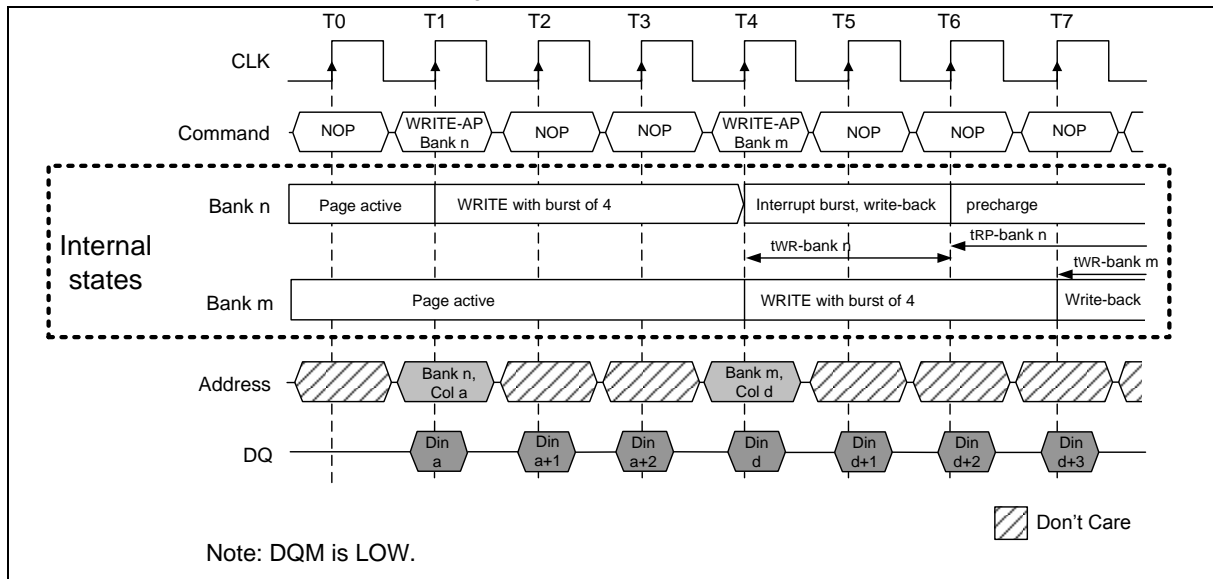 T0 T1 T2 T3 T4 T5 T6 T7
CLK
Command NOP WRITE-AP Bank n NOP NOP WRITE-AP Bank m NOP NOP NOP
Internal states
Bank n Page active WRITE with burst of 4 Interrupt burst, write-back precharge
tWR-bank n tRP-bank n
tWR-bank m
Bank m Page active WRITE with burst of 4 Write-back
Address Bank n, Col a Bank m, Col d
DQ Din a Din a+1 Din a+2 Din d Din d+1 Din d+2 Din d+3
Don't Care
Note: DQM is LOW.